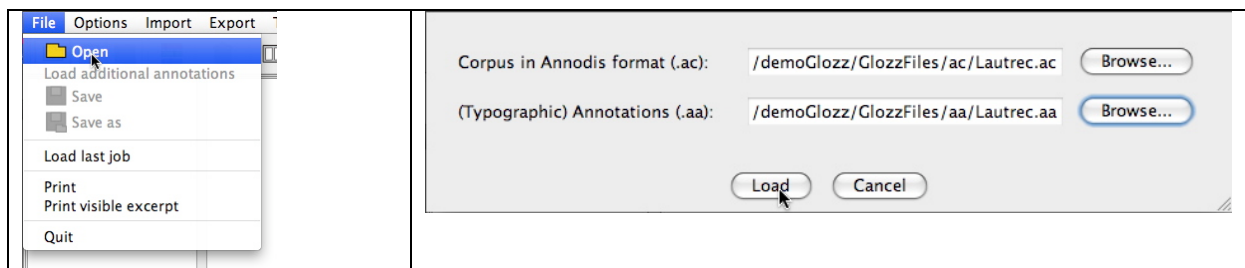 File Options Import Export
Open
Load additional annotations
Save
Save as
Load last job
Print
Print visible excerpt
Quit
Corpus in Annodis format (.ac): /demoGlozz/GlozzFiles/ac/Lautrec.ac Browse...
(Typographic) Annotations (.aa): /demoGlozz/GlozzFiles/aa/Lautrec.aa Browse...
Load Cancel